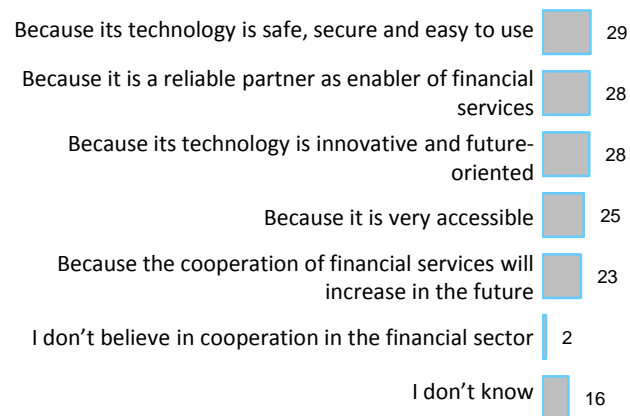 Because its technology is safe, secure and easy to use 29
Because it is a reliable partner as enabler of financial
services 28
Because its technology is innovative and future-
oriented 28
Because it is very accessible 25
Because the cooperation of financial services will
increase in the future 23
I don’t believe in cooperation in the financial sector 2
I don’t know 16